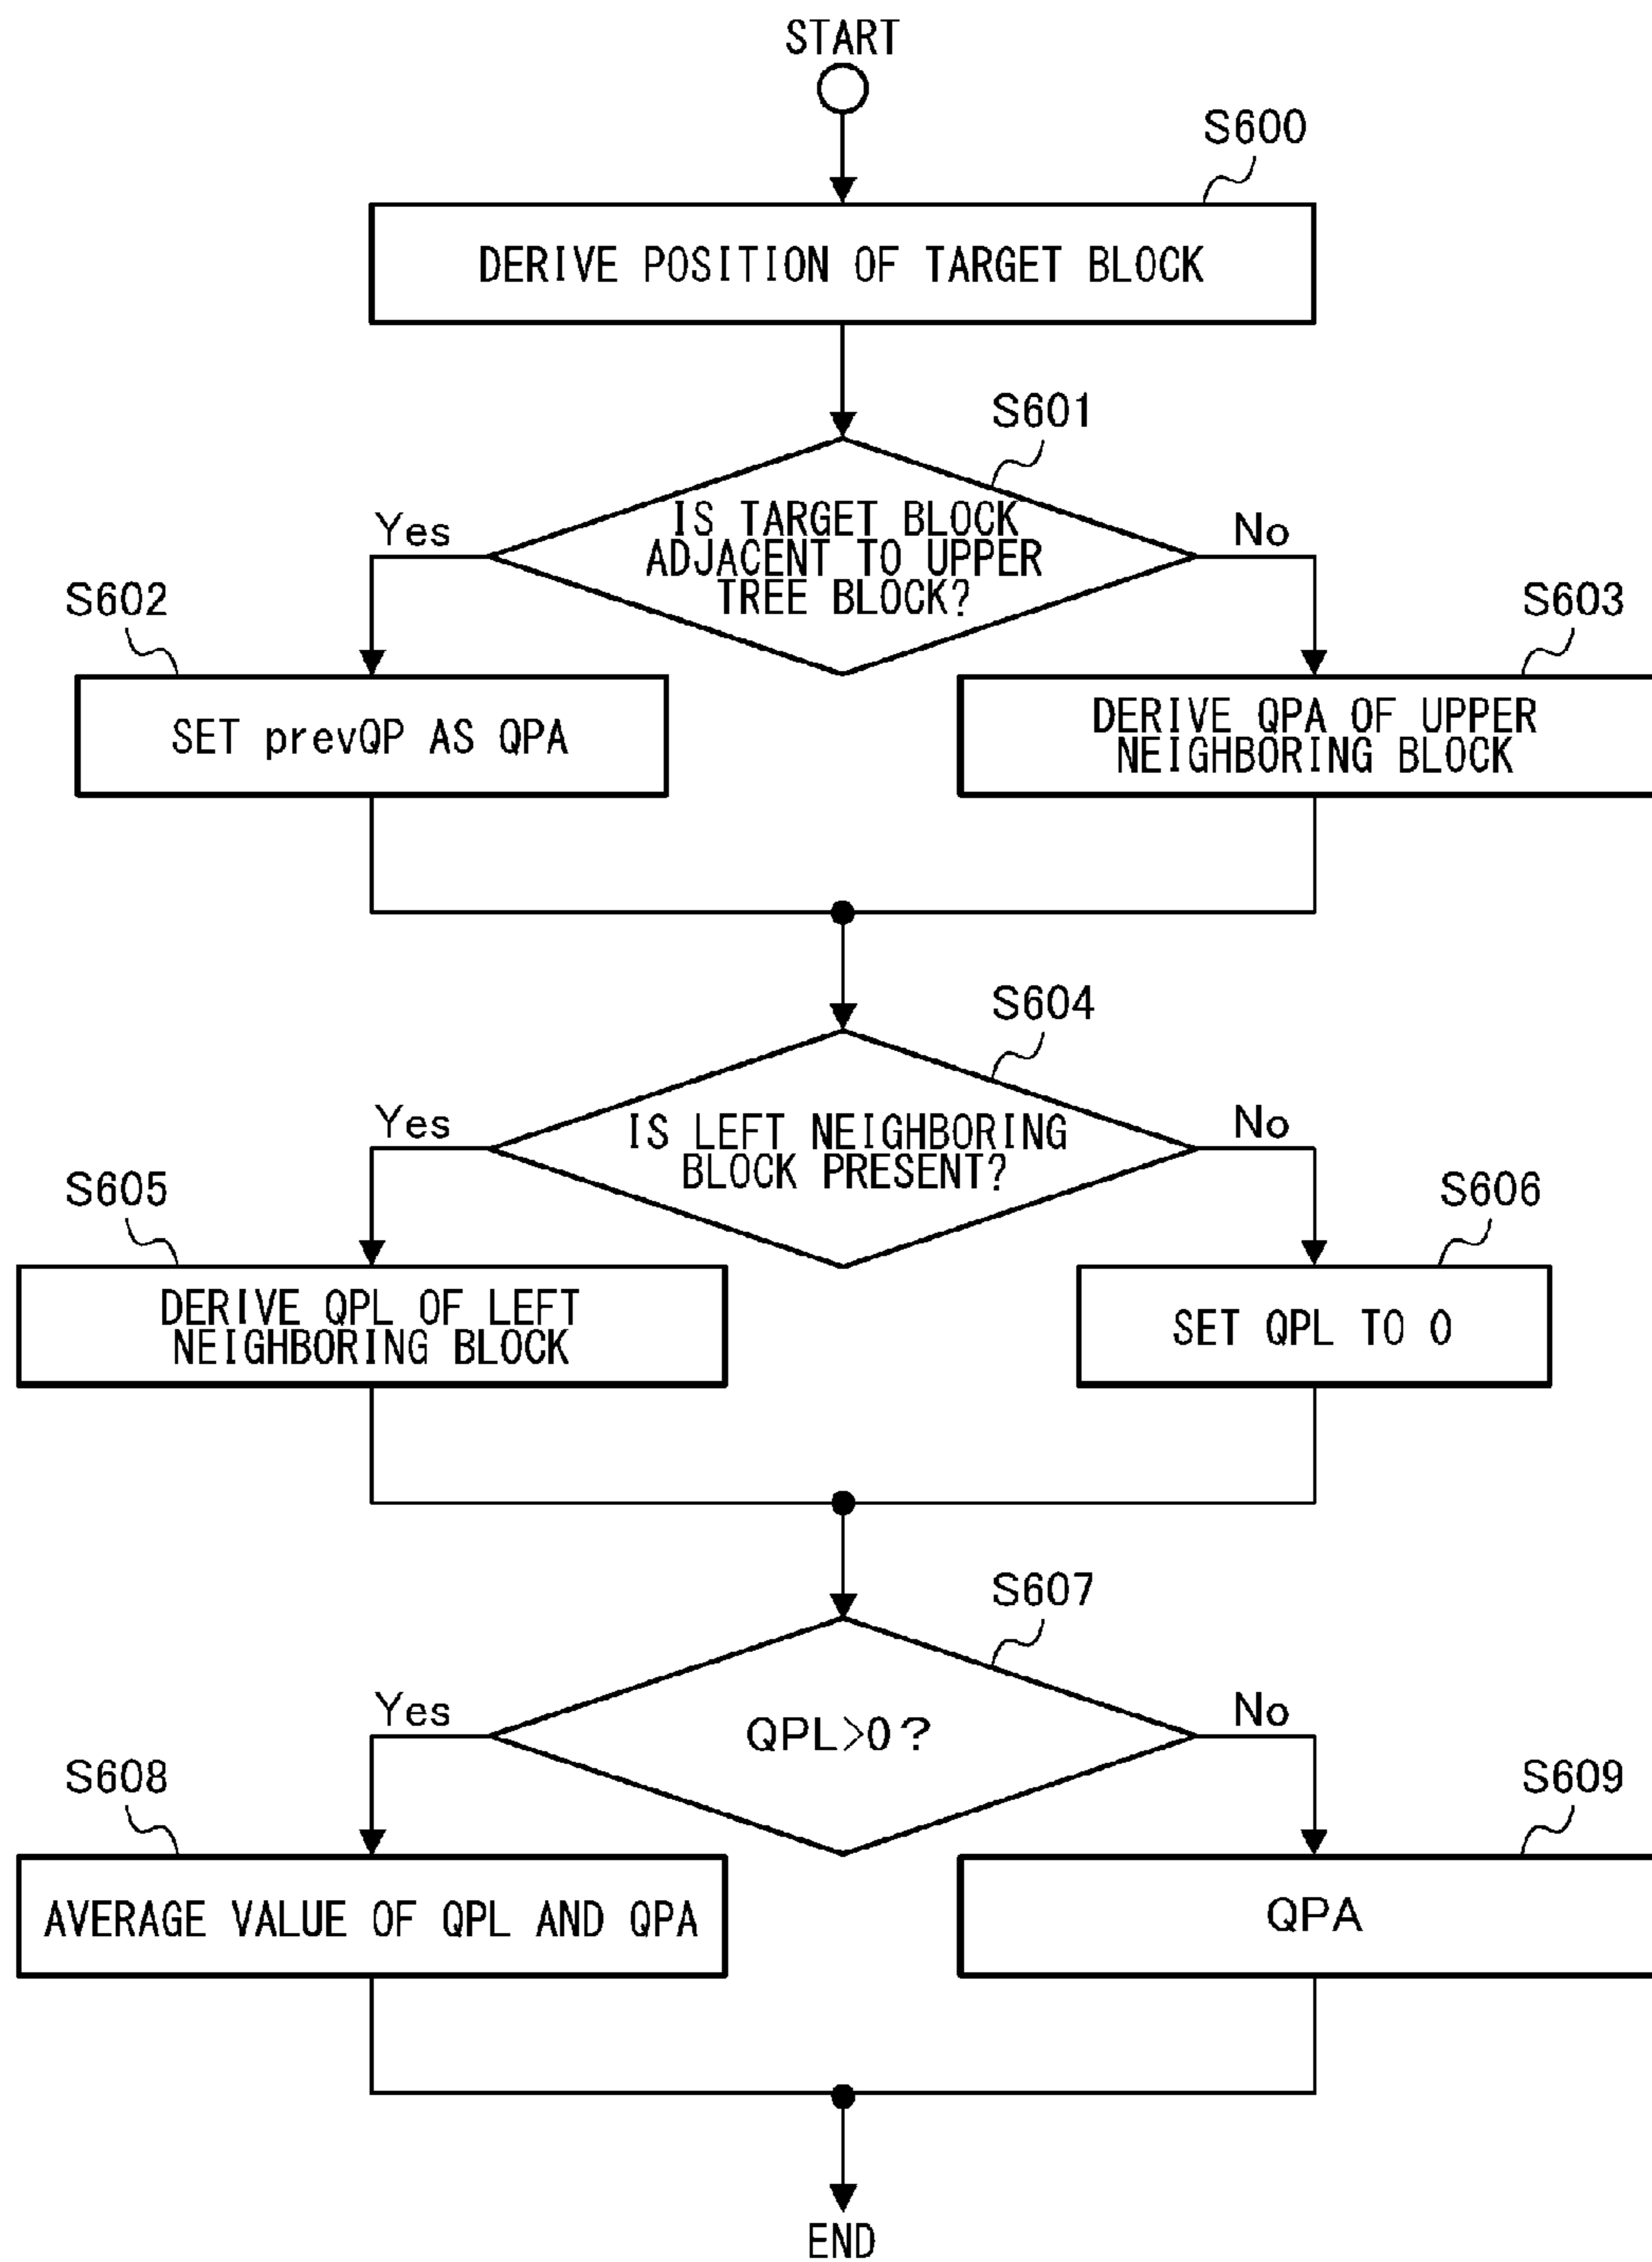 START
S600
DERIVE POSITION OF TARGET BLOCK
S601
IS TARGET BLOCK
ADJACENT TO UPPER
TREE BLOCK?
Yes
No
S602
S603
SET prevQP AS QPA
DERIVE QPA OF UPPER
NEIGHBORING BLOCK
S604
IS LEFT NEIGHBORING
BLOCK PRESENT?
Yes
No
S605
S606
DERIVE QPL OF LEFT
NEIGHBORING BLOCK
SET QPL TO 0
S607
QPL>0?
Yes
No
S608
S609
AVERAGE VALUE OF QPL AND QPA
QPA
END